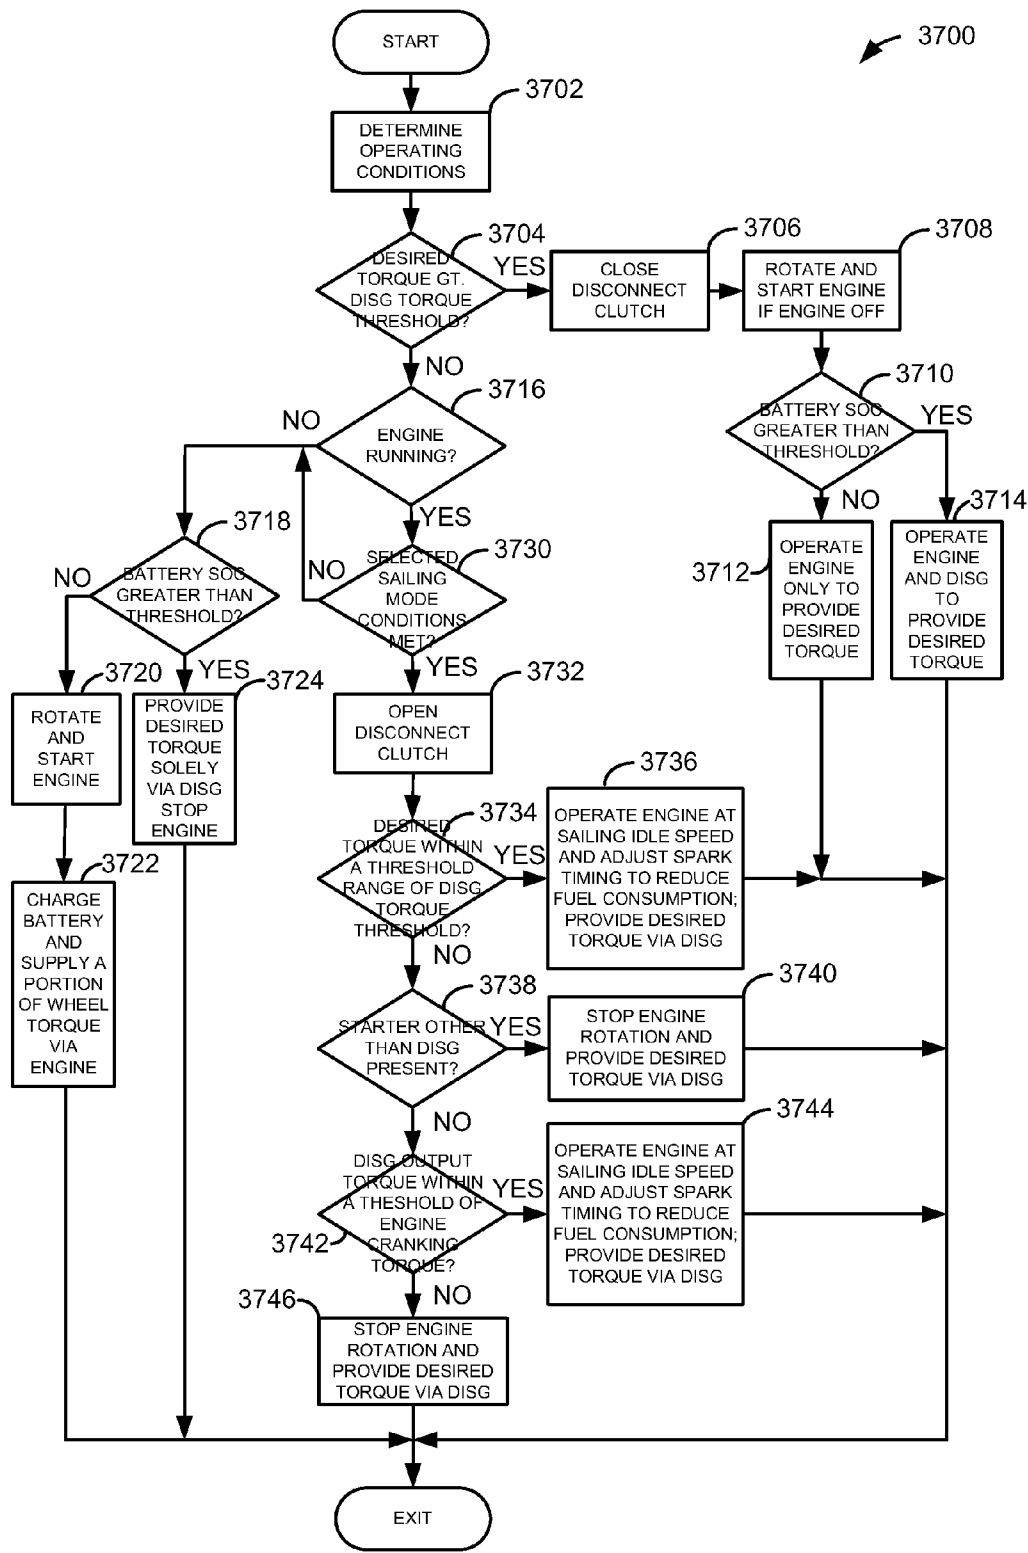 START
3700
3702
DETERMINE
OPERATING
CONDITIONS
3704
DESIRED
TORQUE GT.
DISG TORQUE
THRESHOLD?
YES
NO
3706
CLOSE
DISCONNECT
CLUTCH
3708
ROTATE AND
START ENGINE
IF ENGINE OFF
3710
BATTERY SOC
GREATER THAN
THRESHOLD?
YES
NO
3712
OPERATE
ENGINE
ONLY TO
PROVIDE
DESIRED
TORQUE
3714
OPERATE
ENGINE
AND DISG
TO
PROVIDE
DESIRED
TORQUE
3716
ENGINE
RUNNING?
NO
YES
3718
BATTERY SOC
GREATER THAN
THRESHOLD?
NO
YES
3720
ROTATE
AND
START
ENGINE
3722
CHARGE
BATTERY
AND
SUPPLY A
PORTION
OF WHEEL
TORQUE
VIA
ENGINE
3724
PROVIDE
DESIRED
TORQUE
SOLELY
VIA DISG
STOP
ENGINE
3730
SELECTED
SAILING
MODE
CONDITIONS
MET?
NO
YES
3732
OPEN
DISCONNECT
CLUTCH
3734
DESIRED
TORQUE WITHIN
A THRESHOLD
RANGE OF DISG
TORQUE
THRESHOLD?
YES
NO
3736
OPERATE ENGINE AT
SAILING IDLE SPEED
AND ADJUST SPARK
TIMING TO REDUCE
FUEL CONSUMPTION;
PROVIDE DESIRED
TORQUE VIA DISG
3738
STARTER OTHER
THAN DISG
PRESENT?
YES
NO
3740
STOP ENGINE
ROTATION AND
PROVIDE DESIRED
TORQUE VIA DISG
3742
DISG OUTPUT
TORQUE WITHIN
A THESHOLD OF
ENGINE
CRANKING
TORQUE?
YES
NO
3744
OPERATE ENGINE AT
SAILING IDLE SPEED
AND ADJUST SPARK
TIMING TO REDUCE
FUEL CONSUMPTION;
PROVIDE DESIRED
TORQUE VIA DISG
3746
STOP ENGINE
ROTATION AND
PROVIDE DESIRED
TORQUE VIA DISG
EXIT